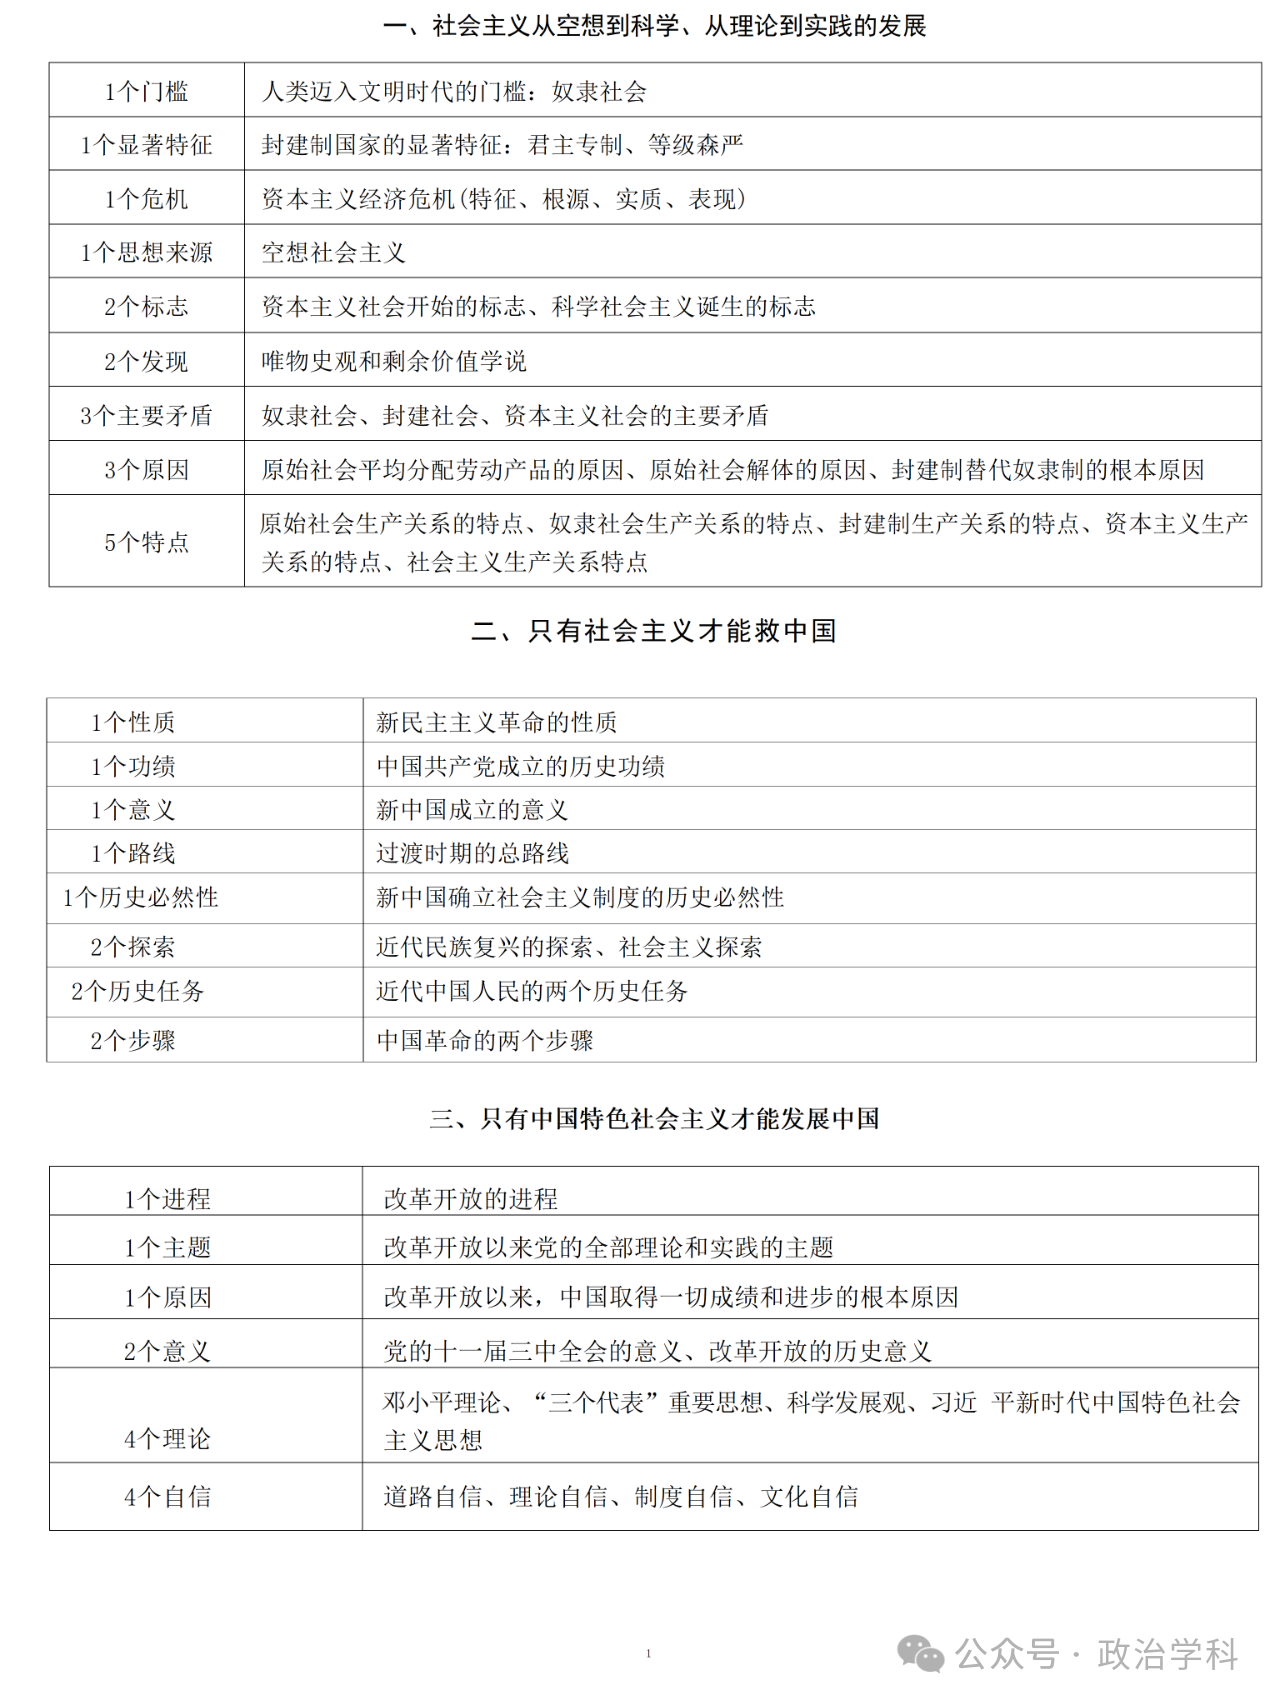 一、社会主义从空想到科学、从理论到实践的发展
1个门槛 人类迈入文明时代的门槛：奴隶社会
1个显著特征 封建制国家的显著特征：君主专制、等级森严
1个危机 资本主义经济危机(特征、根源、实质、表现)
1个思想来源 空想社会主义
2个标志 资本主义社会开始的标志、科学社会主义诞生的标志
2个发现 唯物史观和剩余价值学说
3个主要矛盾 奴隶社会、封建社会、资本主义社会的主要矛盾
3个原因 原始社会平均分配劳动产品的原因、原始社会解体的原因、封建制替代奴隶制的根本原因
5个特点 原始社会生产关系的特点、奴隶社会生产关系的特点、封建制生产关系的特点、资本主义生产
关系的特点、社会主义生产关系特点
二、只有社会主义才能救中国
1个性质 新民主主义革命的性质
1个功绩 中国共产党成立的历史功绩
1个意义 新中国成立的意义
1个路线 过渡时期的总路线
1个历史必然性 新中国确立社会主义制度的历史必然性
2个探索 近代民族复兴的探索、社会主义探索
2个历史任务 近代中国人民的两个历史任务
2个步骤 中国革命的两个步骤
三、只有中国特色社会主义才能发展中国
1个进程 改革开放的进程
1个主题 改革开放以来党的全部理论和实践的主题
1个原因 改革开放以来，中国取得一切成绩和进步的根本原因
2个意义 党的十一届三中全会的意义、改革开放的历史意义
4个理论 邓小平理论、“三个代表”重要思想、科学发展观、习近 平新时代中国特色社会
主义思想
4个自信 道路自信、理论自信、制度自信、文化自信
1
公众号·政治学科